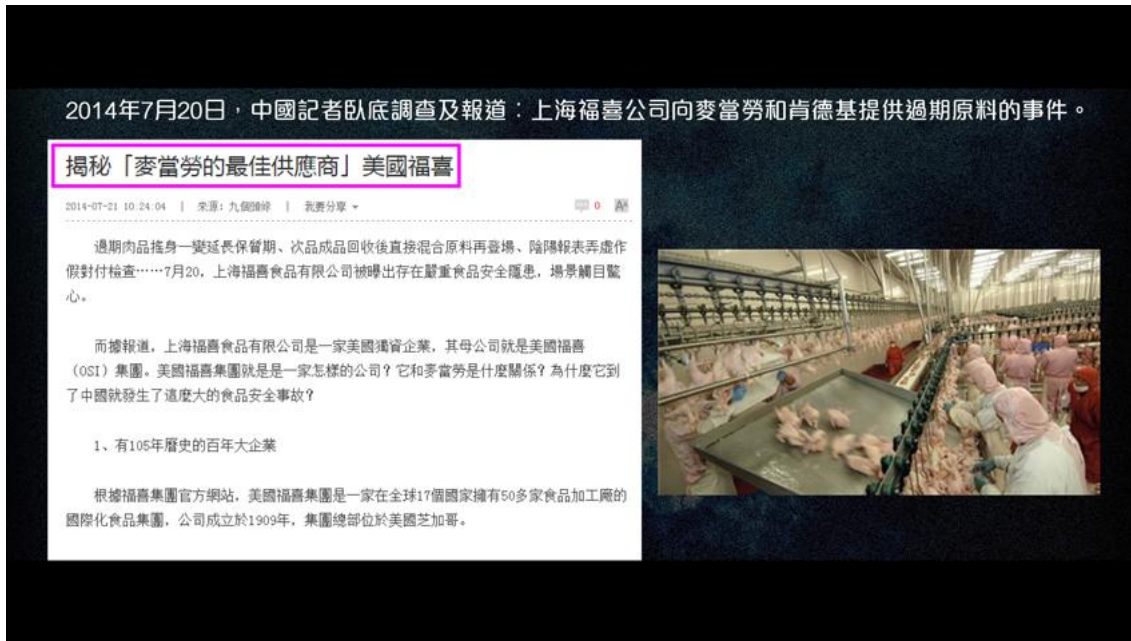 2014年7月20日，中國記者臥底調查及報道：上海福喜公司向麥當勞和肯德基提供過期原料的事件。
揭秘「麥當勞的最佳供應商」美國福喜
2014-07-21 10:24:04 | 來源: 九個頭條 | 我要分享
0 A
過期肉品搖身一變延長保質期、次品成品回收後直接混合原料再登場、陰陽報表弄虛作
假對付檢查……7月20，上海福喜食品有限公司被曝出存在嚴重食品安全隱患，場景觸目驚
心。
而據報道，上海福喜食品有限公司是一家美國獨資企業，其母公司就是美國福喜
（OSI）集團。美國福喜集團就是是一家怎樣的公司？它和麥當勞是什麼關係？為什麼它到
了中國就發生了這麼大的食品安全事故？
1、有105年曆史的百年大企業
根據福喜集團官方網站，美國福喜集團是一家在全球17個國家擁有50多家食品加工廠的
國際化食品集團，公司成立於1909年，集團總部位於美國芝加哥。